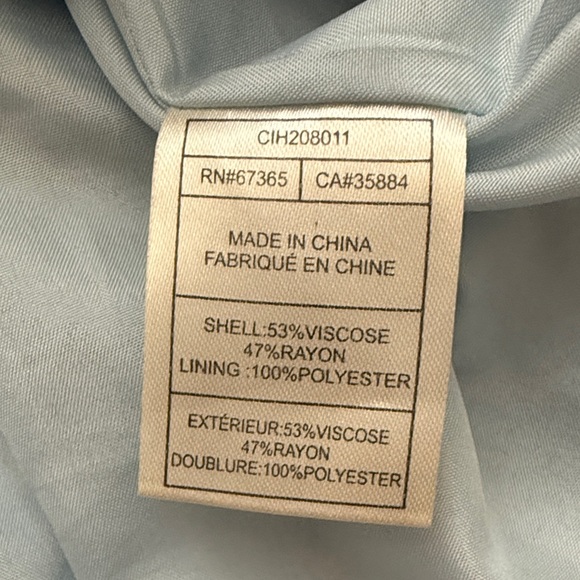 CIH208011
RN#67365 CA#35884
MADE IN CHINA
FABRIQUÉ EN CHINE
SHELL:53%VISCOSE
47%RAYON
LINING :100%POLYESTER
EXTÉRIEUR:53%VISCOSE
47%RAYON
DOUBLURE:100%POLYESTER